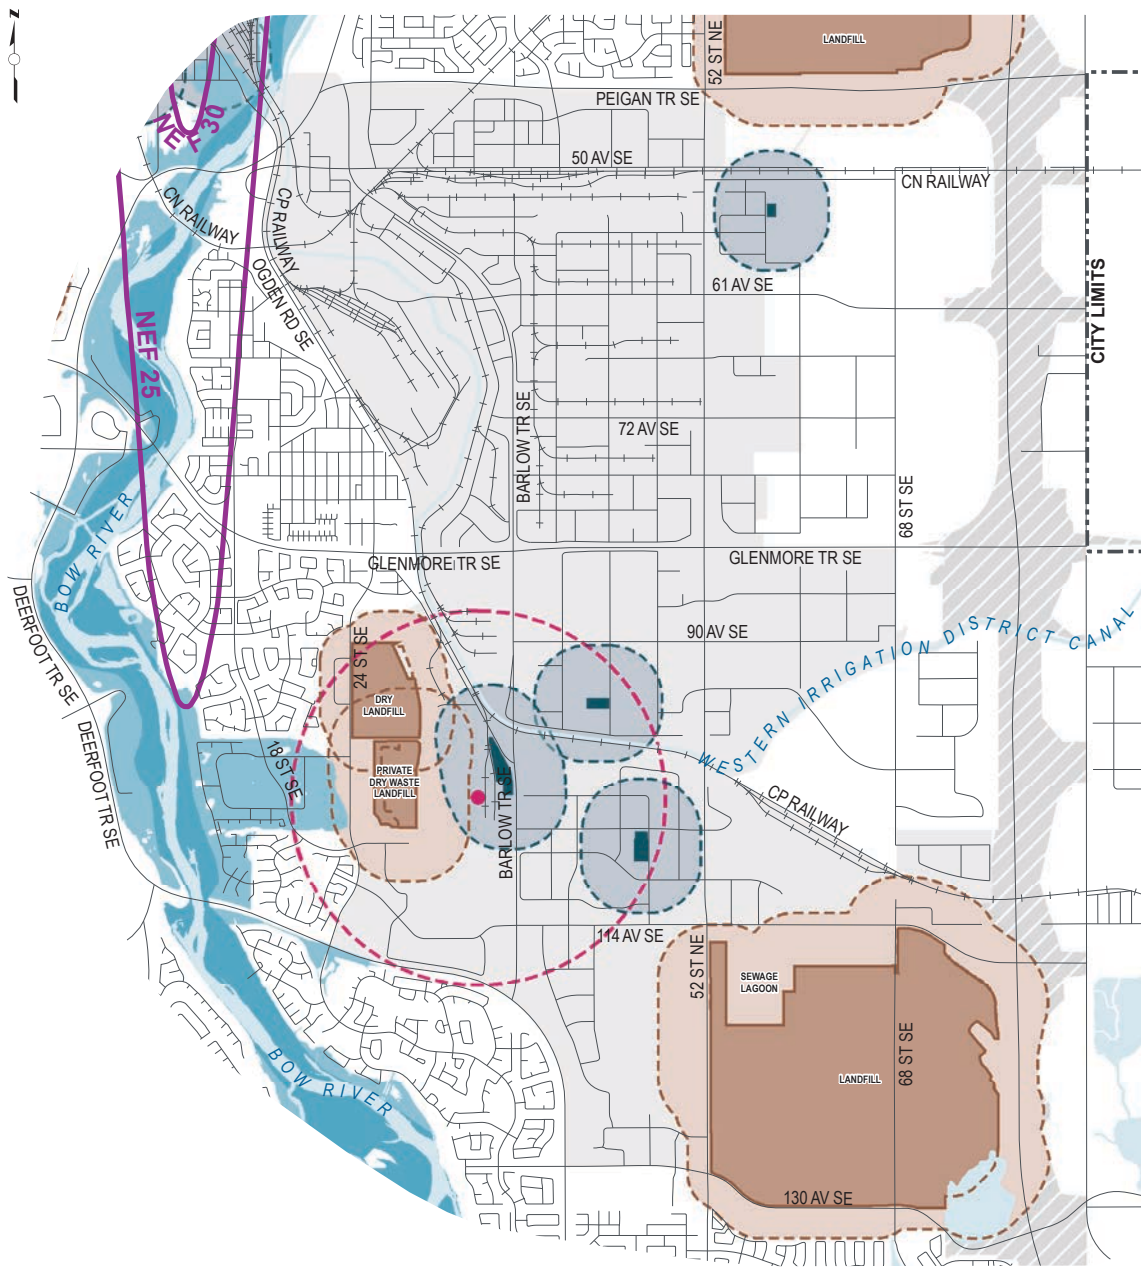 N
LANDFILL
52 ST NE
PEIGAN TR SE
NEF 30
50 AV SE
CN RAILWAY
CN RAILWAY
CP RAILWAY
OGDEN RD SE
61 AV SE
CITY LIMITS
NEF 25
BARLOW TR SE
72 AV SE
68 ST SE
BOW RIVER
GLENMORE TR SE
GLENMORE TR SE
DEERFOOT TR SE
24 ST SE
90 AV SE
WESTERN IRRIGATION DISTRICT CANAL
DRY
LANDFILL
DEERFOOT TR SE
18 ST SE
PRIVATE
DRY WASTE
LANDFILL
BARLOW TR SE
CP RAILWAY
114 AV SE
52 ST NE
SEWAGE
LAGOON
68 ST SE
LANDFILL
BOW RIVER
130 AV SE